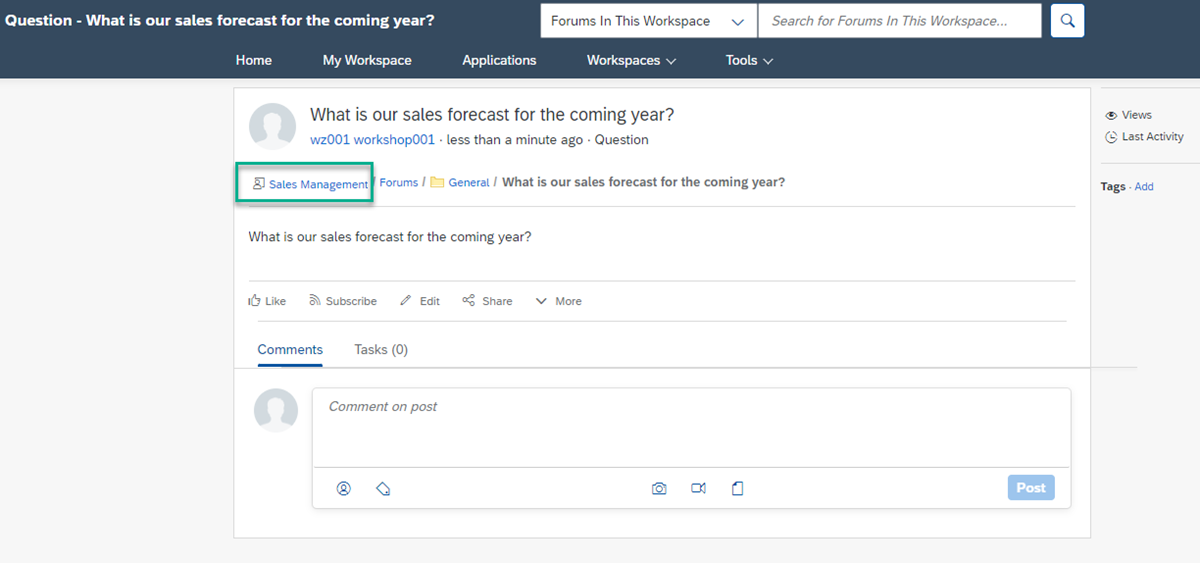 Question - What is our sales forecast for the coming year?
Forums In This Workspace
Search for Forums In This Workspace...
Home My Workspace Applications Workspaces Tools
What is our sales forecast for the coming year?
wz001 workshop001 · less than a minute ago · Question
Views
Last Activity
Sales Management / Forums / General / What is our sales forecast for the coming year?
Tags · Add
What is our sales forecast for the coming year?
Like Subscribe Edit Share More
Comments Tasks (0)
Comment on post
Post